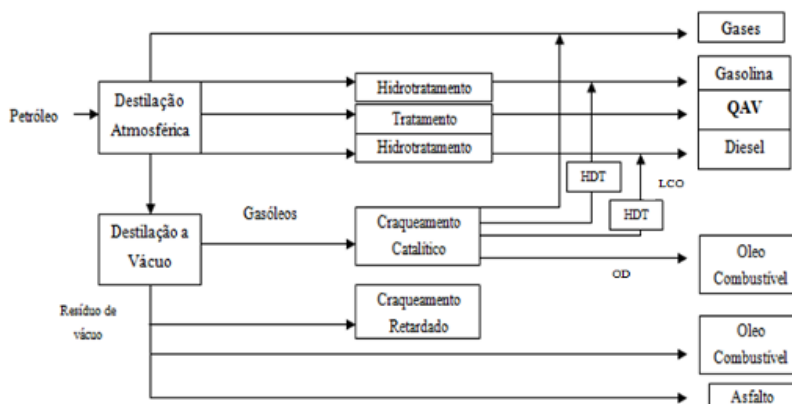 Gases
Gasolina
QAV
Diesel
Petróleo
Destilação
Atmosférica
Hidrotratamento
Tratamento
Hidrotratamento
HDT
LCO
HDT
Gasóleos
Destilação a
Vácuo
Craqueamento
Catalítico
OD
Oleo
Combustível
Resíduo de
vácuo
Craqueamento
Retardado
Oleo
Combustível
Asfalto